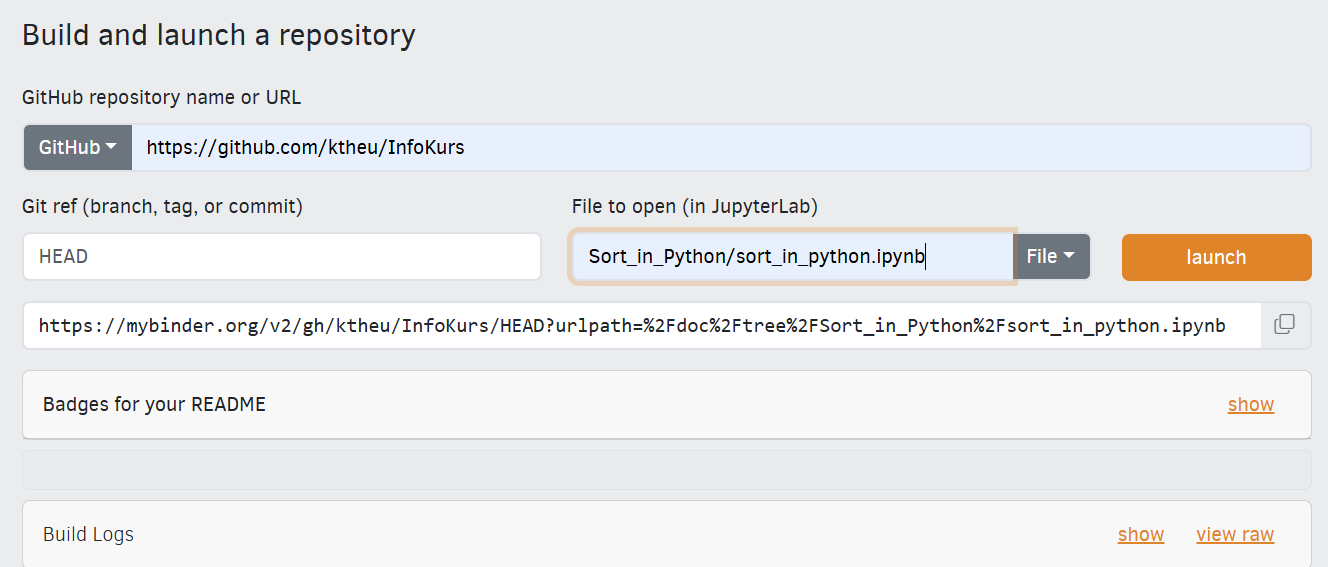 Build and launch a repository
GitHub repository name or URL
GitHub https://github.com/ktheu/InfoKurs
Git ref (branch, tag, or commit) File to open (in JupyterLab)
HEAD Sort_in_Python/sort_in_python.ipynb File launch
https://mybinder.org/v2/gh/ktheu/InfoKurs/HEAD?urlpath=%2Fdoc%2Ftree%2FSort_in_Python%2Fsort_in_python.ipynb
Badges for your README show
Build Logs show view raw